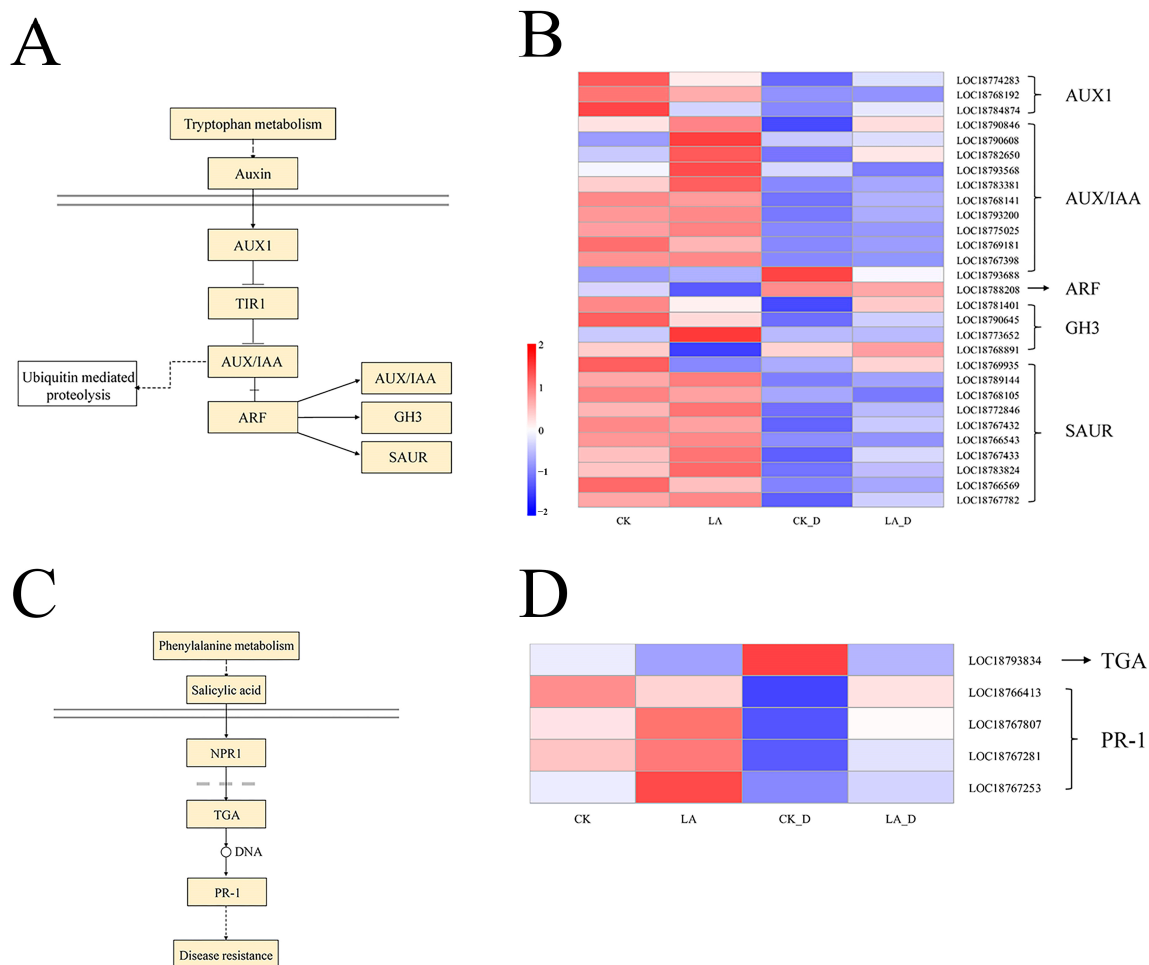 A
Tryptophan metabolism
Auxin
AUX1
TIR1
AUX/IAA
Ubiquitin mediated
proteolysis
ARF
AUX/IAA
GH3
SAUR
B
LOC18774283
LOC18768192
LOC18784874
LOC18790846
LOC18790608
LOC18782650
LOC18793568
LOC18783381
LOC18768141
LOC18793200
LOC18775025
LOC18769181
LOC18767398
LOC18793688
LOC18788208
LOC18781401
LOC18790645
LOC18773652
LOC18768891
LOC18769935
LOC18789144
LOC18768105
LOC18772846
LOC18767432
LOC18766543
LOC18767433
LOC18783824
LOC18766569
LOC18767782
AUX1
AUX/IAA
ARF
GH3
SAUR
2
1
0
−1
−2
CK LA CK_D LA_D
C
Phenylalanine metabolism
Salicylic acid
NPR1
TGA
DNA
PR-1
Disease resistance
D
LOC18793834
LOC18766413
LOC18767807
LOC18767281
LOC18767253
TGA
PR-1
CK LA CK_D LA_D